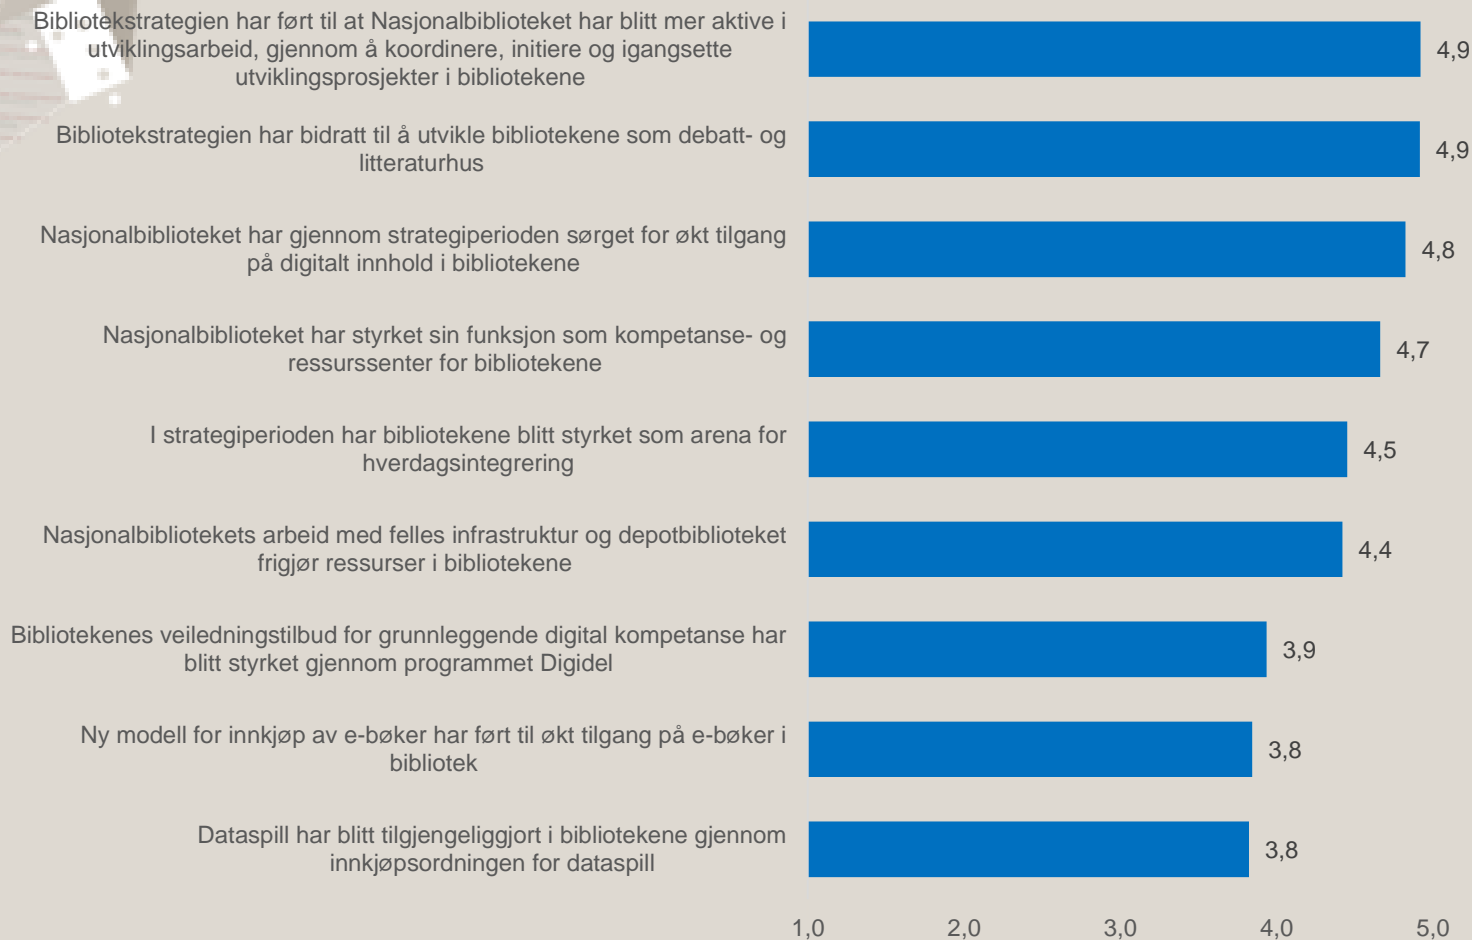 Bibliotekstrategien har ført til at Nasjonalbiblioteket har blitt mer aktive i
utviklingsarbeid, gjennom å koordinere, initiere og igangsette
utviklingsprosjekter i bibliotekene
4,9
Bibliotekstrategien har bidratt til å utvikle bibliotekene som debatt- og
litteraturhus
4,9
Nasjonalbiblioteket har gjennom strategiperioden sørget for økt tilgang
på digitalt innhold i bibliotekene
4,8
Nasjonalbiblioteket har styrket sin funksjon som kompetanse- og
ressurssenter for bibliotekene
4,7
I strategiperioden har bibliotekene blitt styrket som arena for
hverdagsintegrering
4,5
Nasjonalbibliotekets arbeid med felles infrastruktur og depotbiblioteket
frigjør ressurser i bibliotekene
4,4
Bibliotekenes veiledningstilbud for grunnleggende digital kompetanse har
blitt styrket gjennom programmet Digidel
3,9
Ny modell for innkjøp av e-bøker har ført til økt tilgang på e-bøker i
bibliotek
3,8
Dataspill har blitt tilgjengeliggjort i bibliotekene gjennom
innkjøpsordningen for dataspill
3,8
1,0 2,0 3,0 4,0 5,0